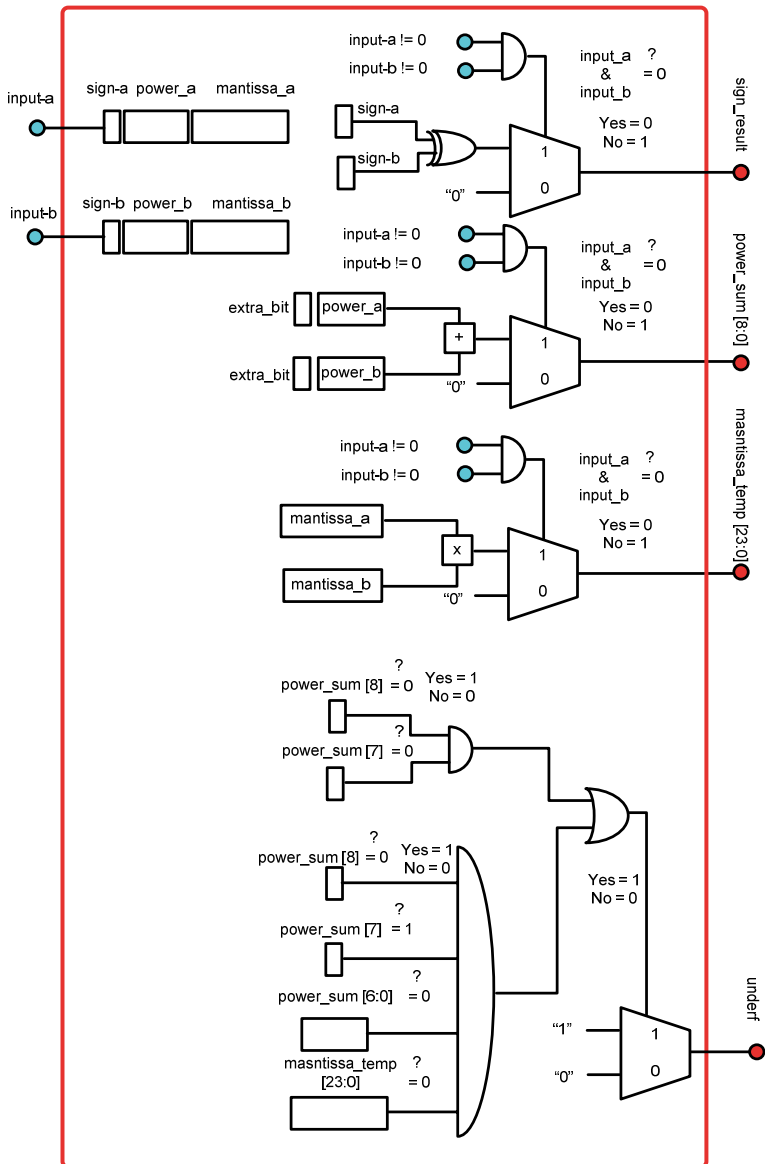 input-a
sign-a power_a mantissa_a
input-b
sign-b power_b mantissa_b
input-a != 0
input-b != 0
input_a ?
& = 0
input_b
Yes = 0
No = 1
sign-a
sign-b
1
0
“0”
sign_result
input-a != 0
input-b != 0
input_a ?
& = 0
input_b
Yes = 0
No = 1
extra_bit power_a
+
extra_bit power_b
1
0
“0”
power_sum [8:0]
input-a != 0
input-b != 0
input_a ?
& = 0
input_b
Yes = 0
No = 1
mantissa_a
x
mantissa_b
1
0
“0”
masntissa_temp [23:0]
?
power_sum [8] = 0
Yes = 1
No = 0
?
power_sum [7] = 0
?
power_sum [8] = 0
Yes = 1
No = 0
?
power_sum [7] = 1
?
power_sum [6:0] = 0
masntissa_temp ?
[23:0] = 0
Yes = 1
No = 0
“1”
1
“0”
0
underf